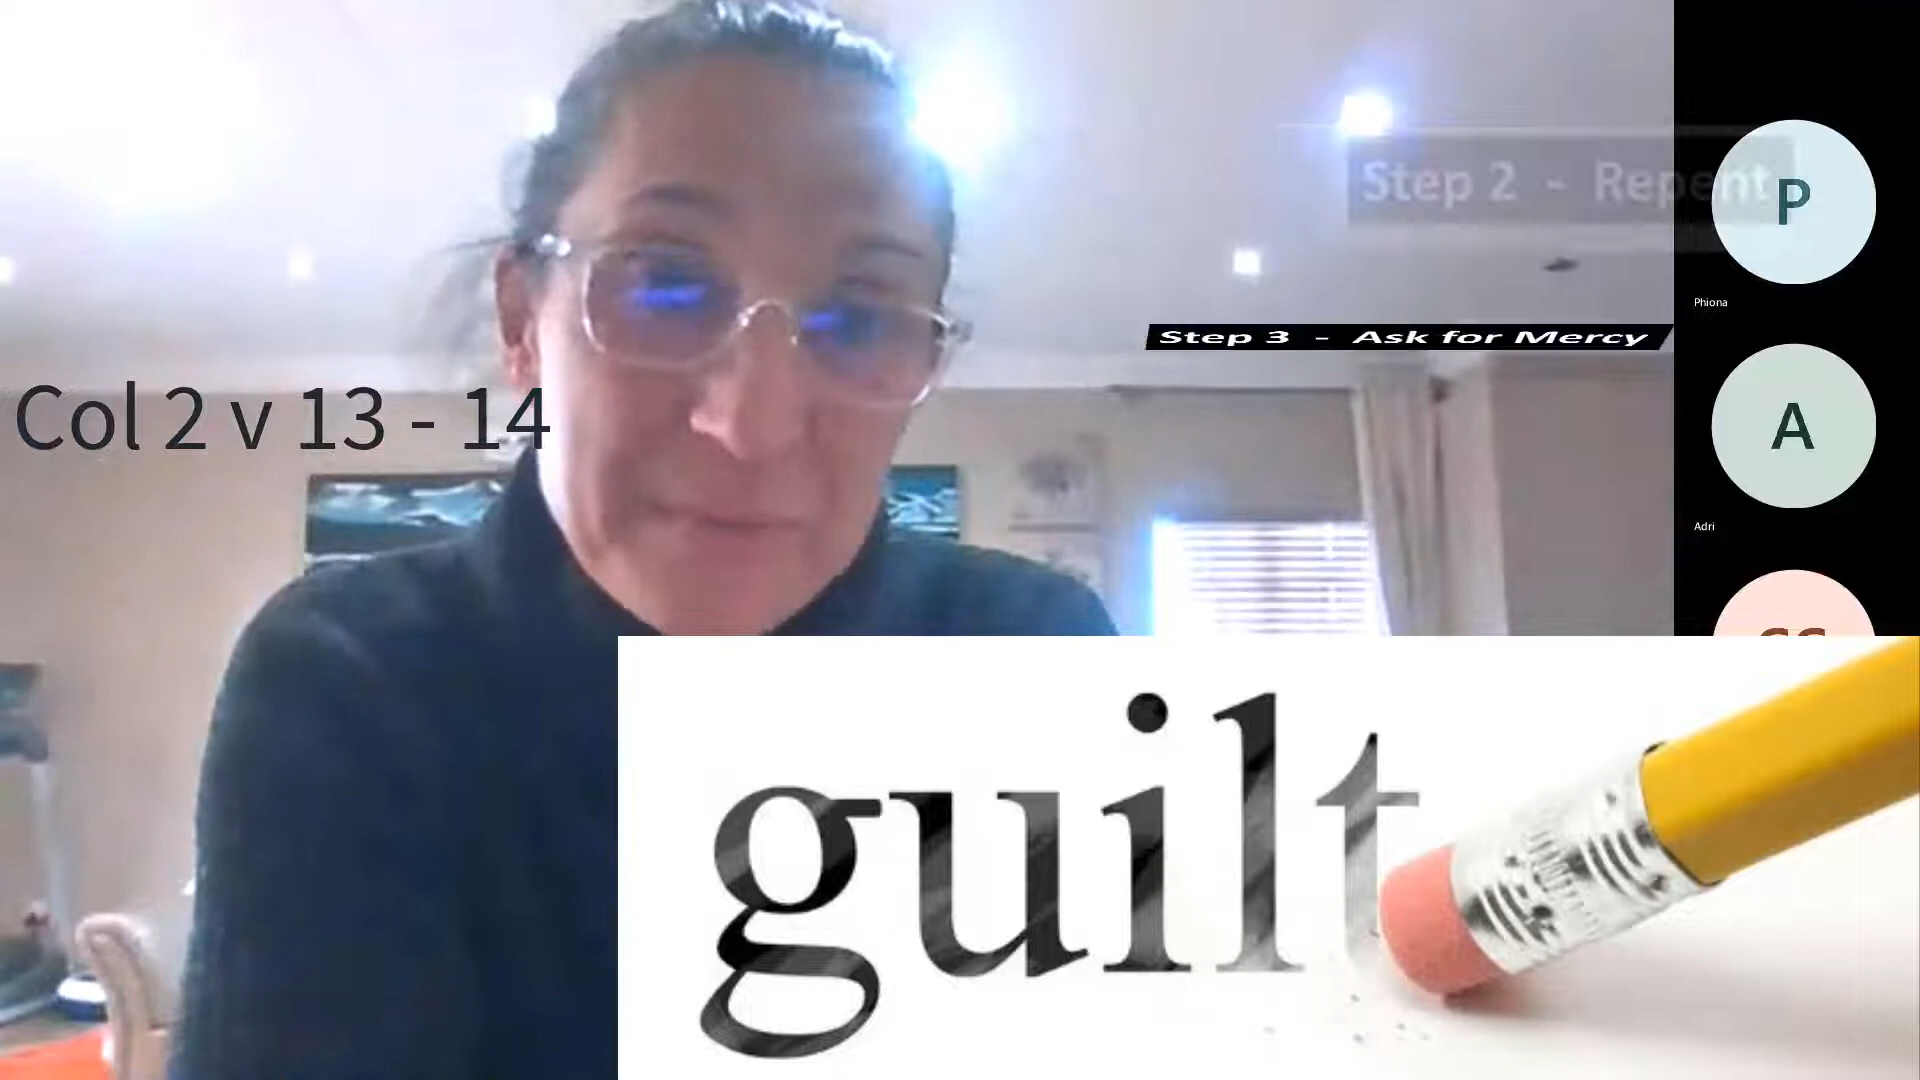 Step 2 - Repent
P
Phiona
Step 3 - Ask for Mercy
Col 2 v 13 - 14
A
Adri
guilt